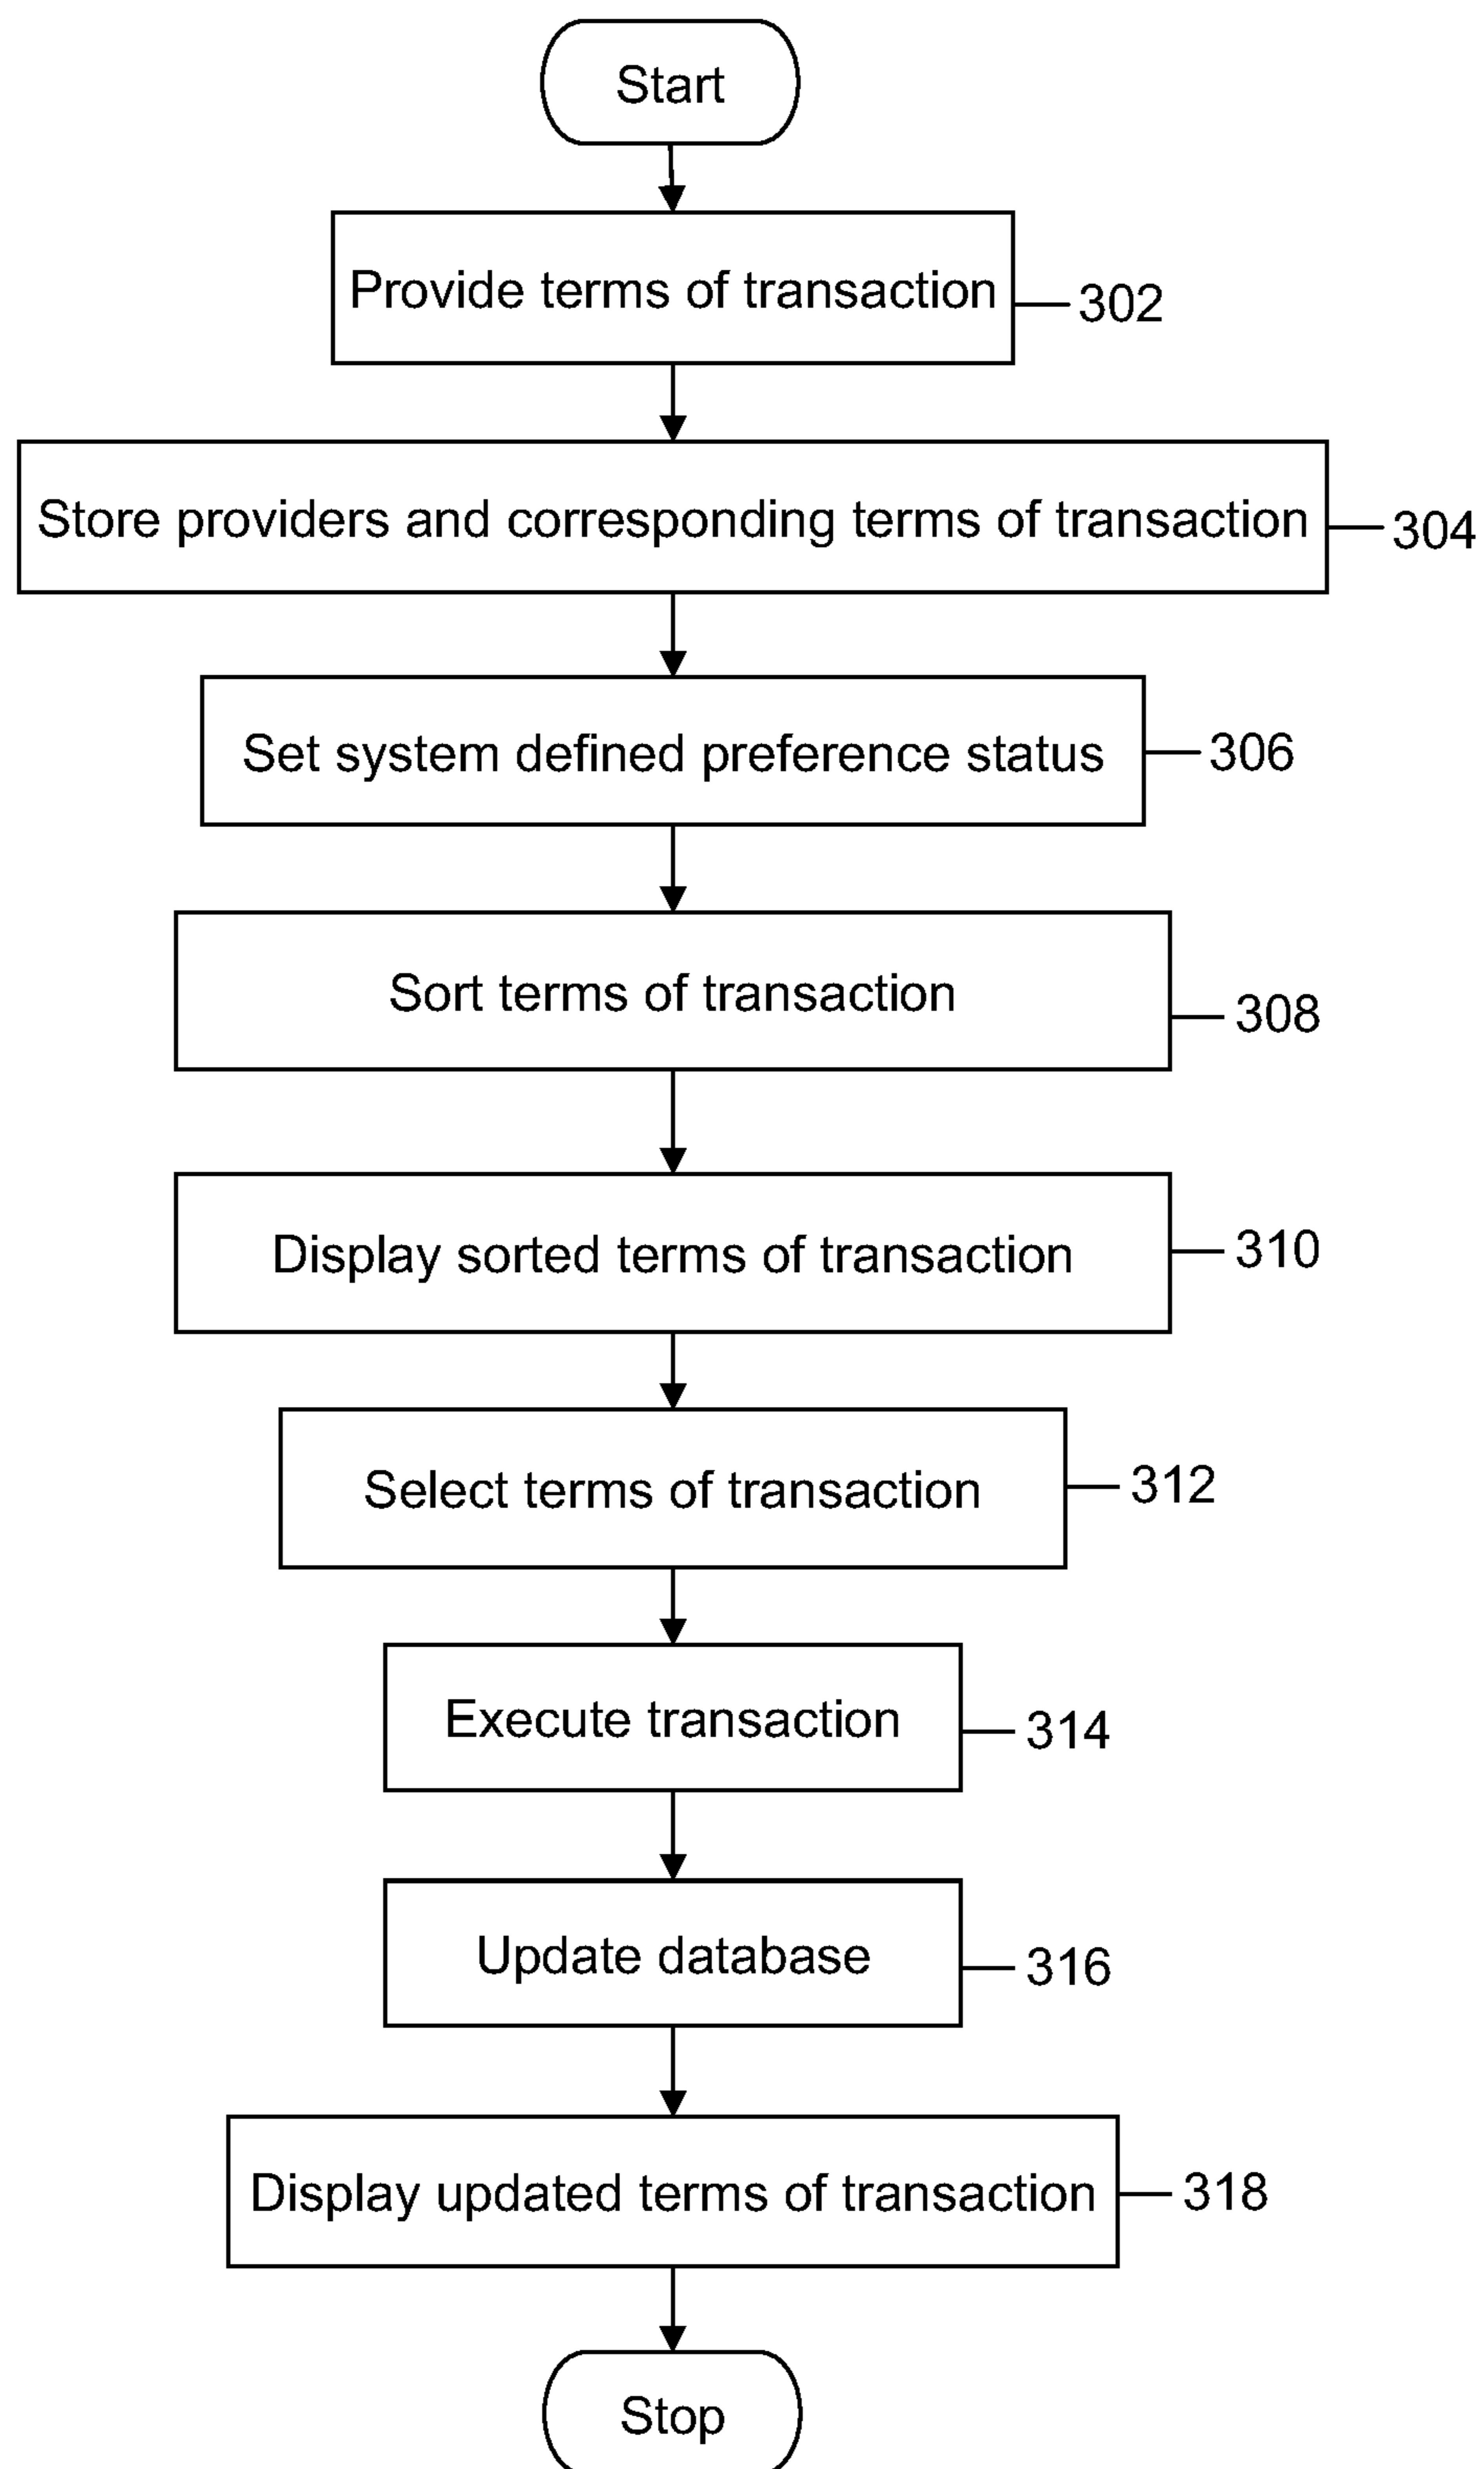 Start
Provide terms of transaction
302
Store providers and corresponding terms of transaction
304
Set system defined preference status
306
Sort terms of transaction
308
Display sorted terms of transaction
310
Select terms of transaction
312
Execute transaction
314
Update database
316
Display updated terms of transaction
318
Stop